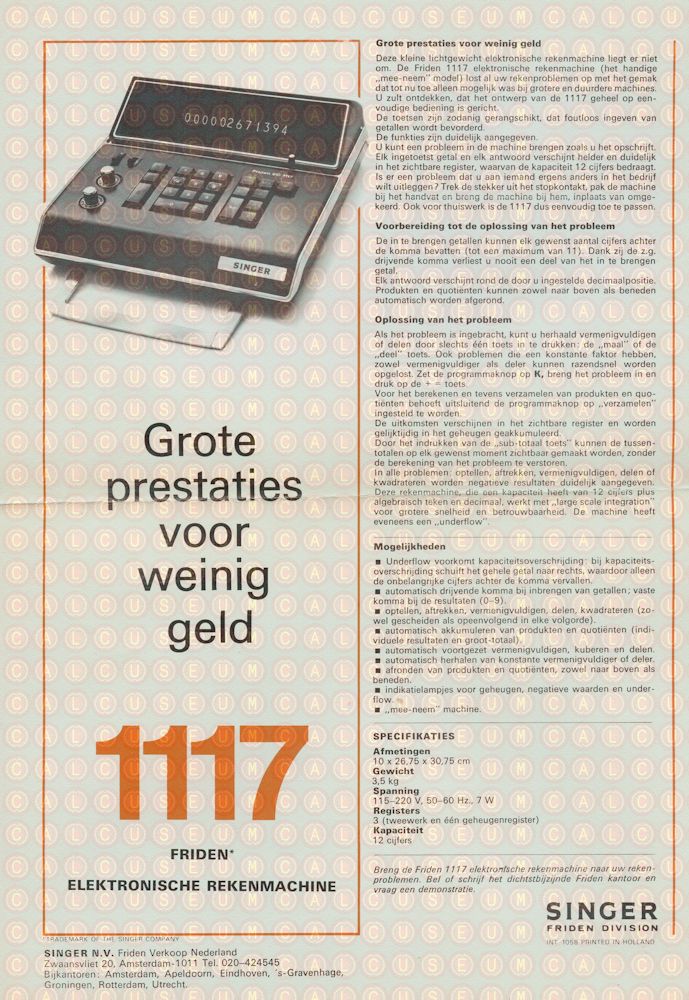 000002671394
SINGER
Grote
prestaties
voor
weinig
geld
1117
FRIDEN*
ELEKTRONISCHE REKENMACHINE
*TRADEMARK OF THE SINGER COMPANY
SINGER N.V. Friden Verkoop Nederland
Zwaansvliet 20, Amsterdam-1011 Tel. 020–424545
Bijkantoren: Amsterdam, Apeldoorn, Eindhoven, 's-Gravenhage,
Groningen, Rotterdam, Utrecht.
Grote prestaties voor weinig geld
Deze kleine lichtgewicht elektronische rekenmachine liegt er niet
om. De Friden 1117 elektronische rekenmachine (het handige
„mee-neem” model) lost al uw rekenproblemen op met het gemak
dat tot nu toe alleen mogelijk was bij grotere en duurdere machines.
U zult ontdekken, dat het ontwerp van de 1117 geheel op een-
voudige bediening is gericht.
De toetsen zijn zodanig gerangschikt, dat foutloos ingeven van
getallen wordt bevorderd.
De funkties zijn duidelijk aangegeven.
U kunt een probleem in de machine brengen zoals u het opschrijft.
Elk ingetoetst getal en elk antwoord verschijnt helder en duidelijk
in het zichtbare register, waarvan de kapaciteit 12 cijfers bedraagt.
Is er een probleem dat u aan iemand ergens anders in het bedrijf
wilt uitleggen? Trek de stekker uit het stopkontakt, pak de machine
bij het handvat en breng de machine bij hem, inplaats van omge-
keerd. Ook voor thuiswerk is de 1117 dus eenvoudig toe te passen.
Voorbereiding tot de oplossing van het probleem
De in te brengen getallen kunnen elk gewenst aantal cijfers achter
de komma bevatten (tot een maximum van 11). Dank zij de z.g.
drijvende komma verliest u nooit een deel van het in te brengen
getal.
Elk antwoord verschijnt rond de door u ingestelde decimaalpositie.
Produkten en quotienten kunnen zowel naar boven als beneden
automatisch worden afgerond.
Oplossing van het probleem
Als het probleem is ingebracht, kunt u herhaald vermenigvuldigen
of delen door slechts één toets in te drukken: de „maal” of de
„deel” toets. Ook problemen die een konstante faktor hebben,
zowel vermenigvuldiger als deler kunnen razendsnel worden
opgelost. Zet de programmaknop op K, breng het probleem in en
druk op de + = toets.
Voor het berekenen en tevens verzamelen van produkten en quo-
tiënten behoeft uitsluitend de programmaknop op „verzamelen”
ingesteld te worden.
De uitkomsten verschijnen in het zichtbare register en worden
gelijktijdig in het geheugen geakkumuleerd.
Door het indrukken van de „sub-totaal toets” kunnen de tussen-
totalen op elk gewenst moment zichtbaar gemaakt worden, zonder
de berekening van het probleem te verstoren.
In alle problemen: optellen, aftrekken, vermenigvuldigen, delen of
kwadrateren worden negatieve resultaten duidelijk aangegeven.
Deze rekenmachine, die een kapaciteit heeft van 12 cijfers plus
algebraisch teken en decimaal, werkt met „large scale integration”
voor grotere snelheid en betrouwbaarheid. De machine heeft
eveneens een „underflow”.
Mogelijkheden
■ Underflow voorkomt kapaciteitsoverschrijding: bij kapaciteits-
overschrijding schuift het gehele getal naar rechts, waardoor alleen
de onbelangrijke cijfers achter de komma vervallen.
■ automatisch drijvende komma bij inbrengen van getallen; vaste
komma bij de resultaten (0–9).
■ optellen, aftrekken, vermenigvuldigen, delen, kwadrateren (zo-
wel gescheiden als opeenvolgend in elke volgorde).
■ automatisch akkumuleren van produkten en quotiënten (indi-
viduele resultaten en groot-totaal).
■ automatisch voortgezet vermenigvuldigen, kuberen en delen.
■ automatisch herhalen van konstante vermenigvuldiger of deler.
■ afronden van produkten en quotiënten, zowel naar boven als
beneden.
■ indikatielampjes voor geheugen, negatieve waarden en under-
flow.
■ „mee-neem” machine.
SPECIFIKATIES
Afmetingen
10 x 26,75 x 30,75 cm
Gewicht
3,5 kg
Spanning
115–220 V, 50–60 Hz., 7 W
Registers
3 (tweewerk en één geheugenregister)
Kapaciteit
12 cijfers
Breng de Friden 1117 elektronische rekenmachine naar uw reken-
problemen. Bel of schrijf het dichtstbijzijnde Friden kantoor en
vraag een demonstratie.
SINGER
FRIDEN DIVISION
INT. 1058 PRINTED IN HOLLAND